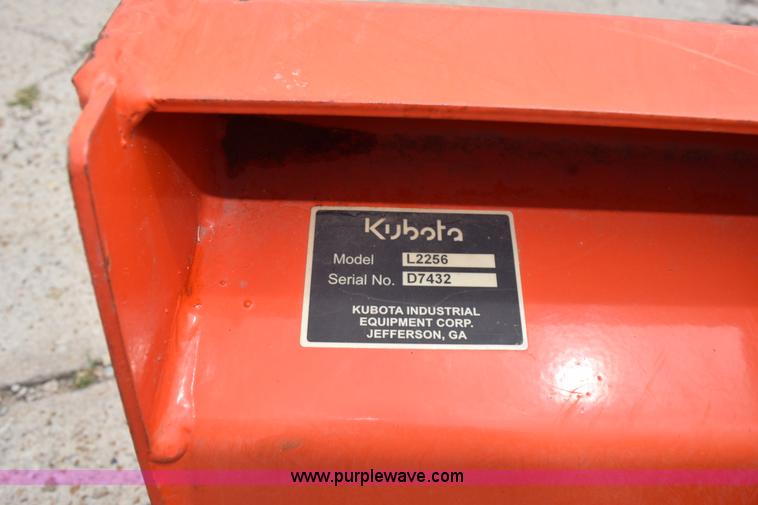 Kubota
Model L2256
Serial No. D7432
KUBOTA INDUSTRIAL
EQUIPMENT CORP.
JEFFERSON, GA
www.purplewave.com